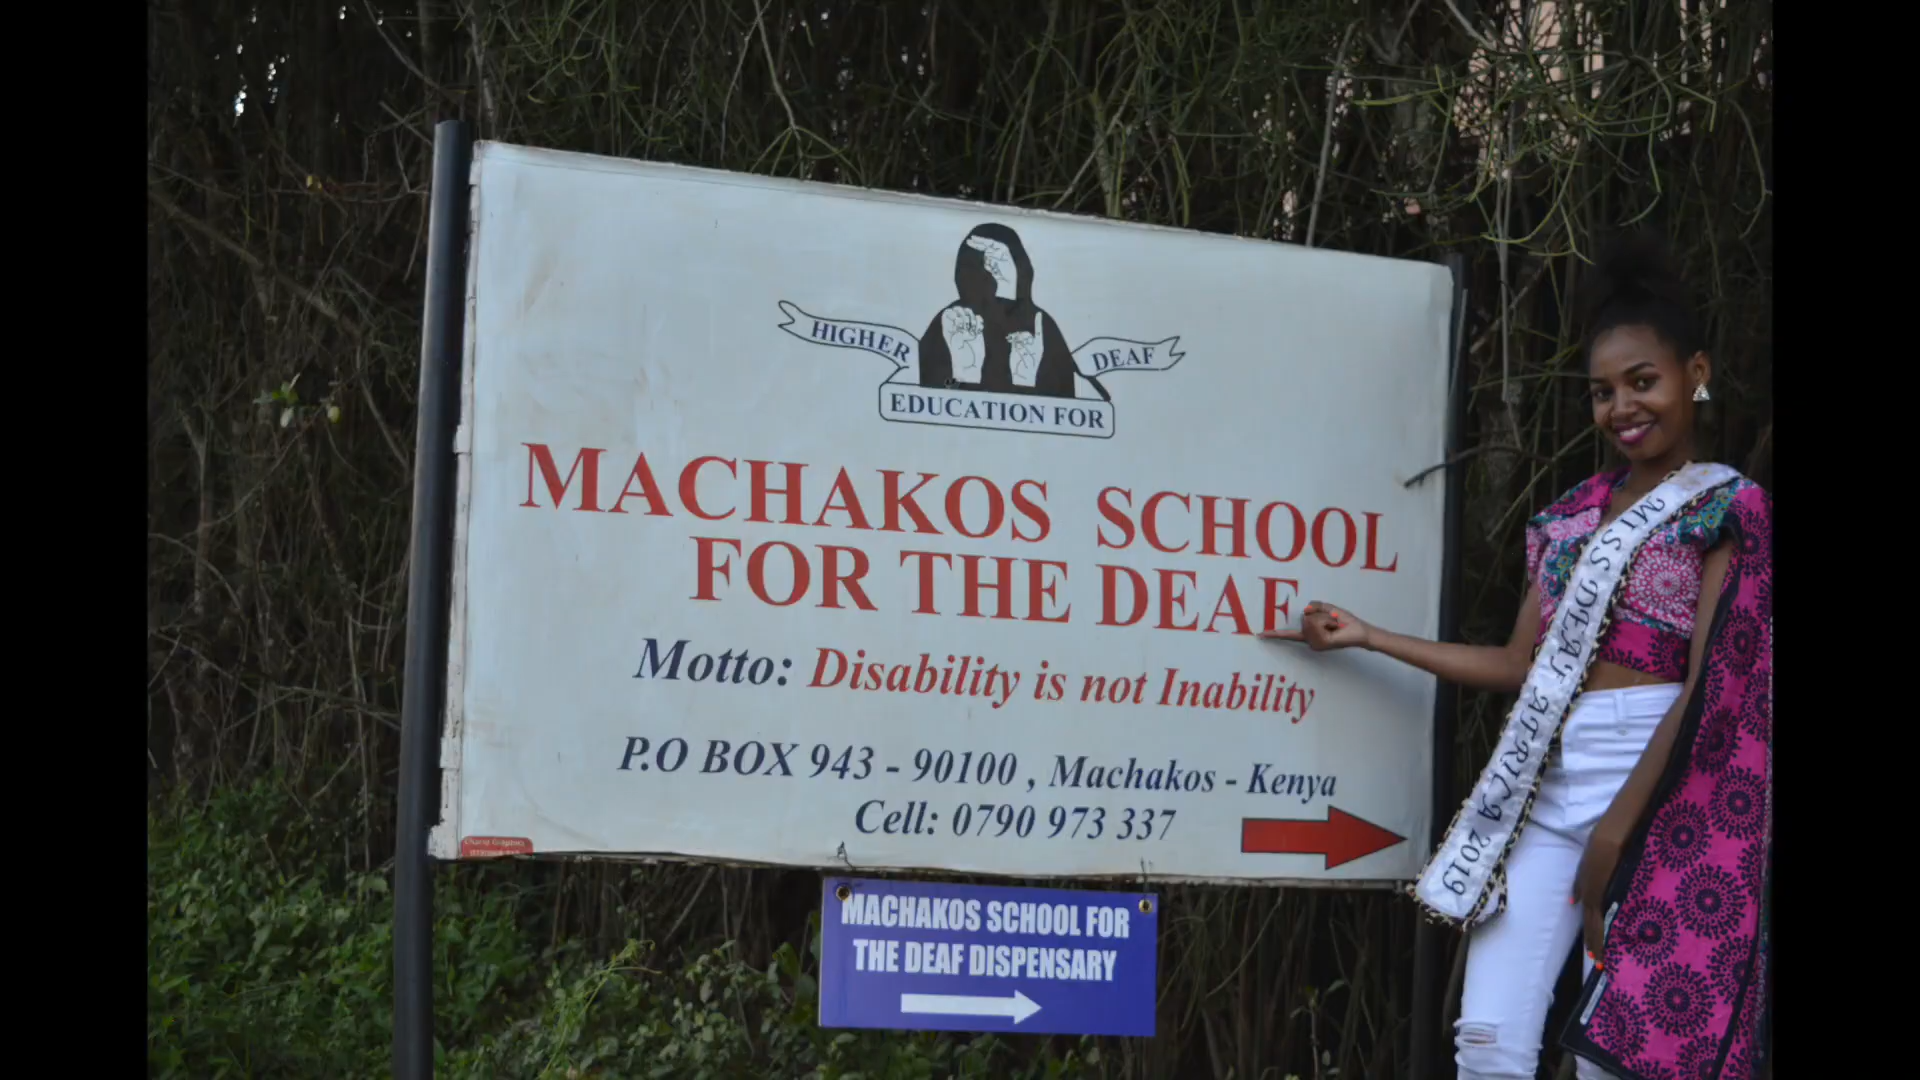 HIGHER
DEAF
EDUCATION FOR
MACHAKOS SCHOOL
FOR THE DEAF
Motto: Disability is not Inability
P.O BOX 943 - 90100 , Machakos - Kenya
Cell: 0790 973 337
MACHAKOS SCHOOL FOR
THE DEAF DISPENSARY
MISS DEAF AFRICA 2019